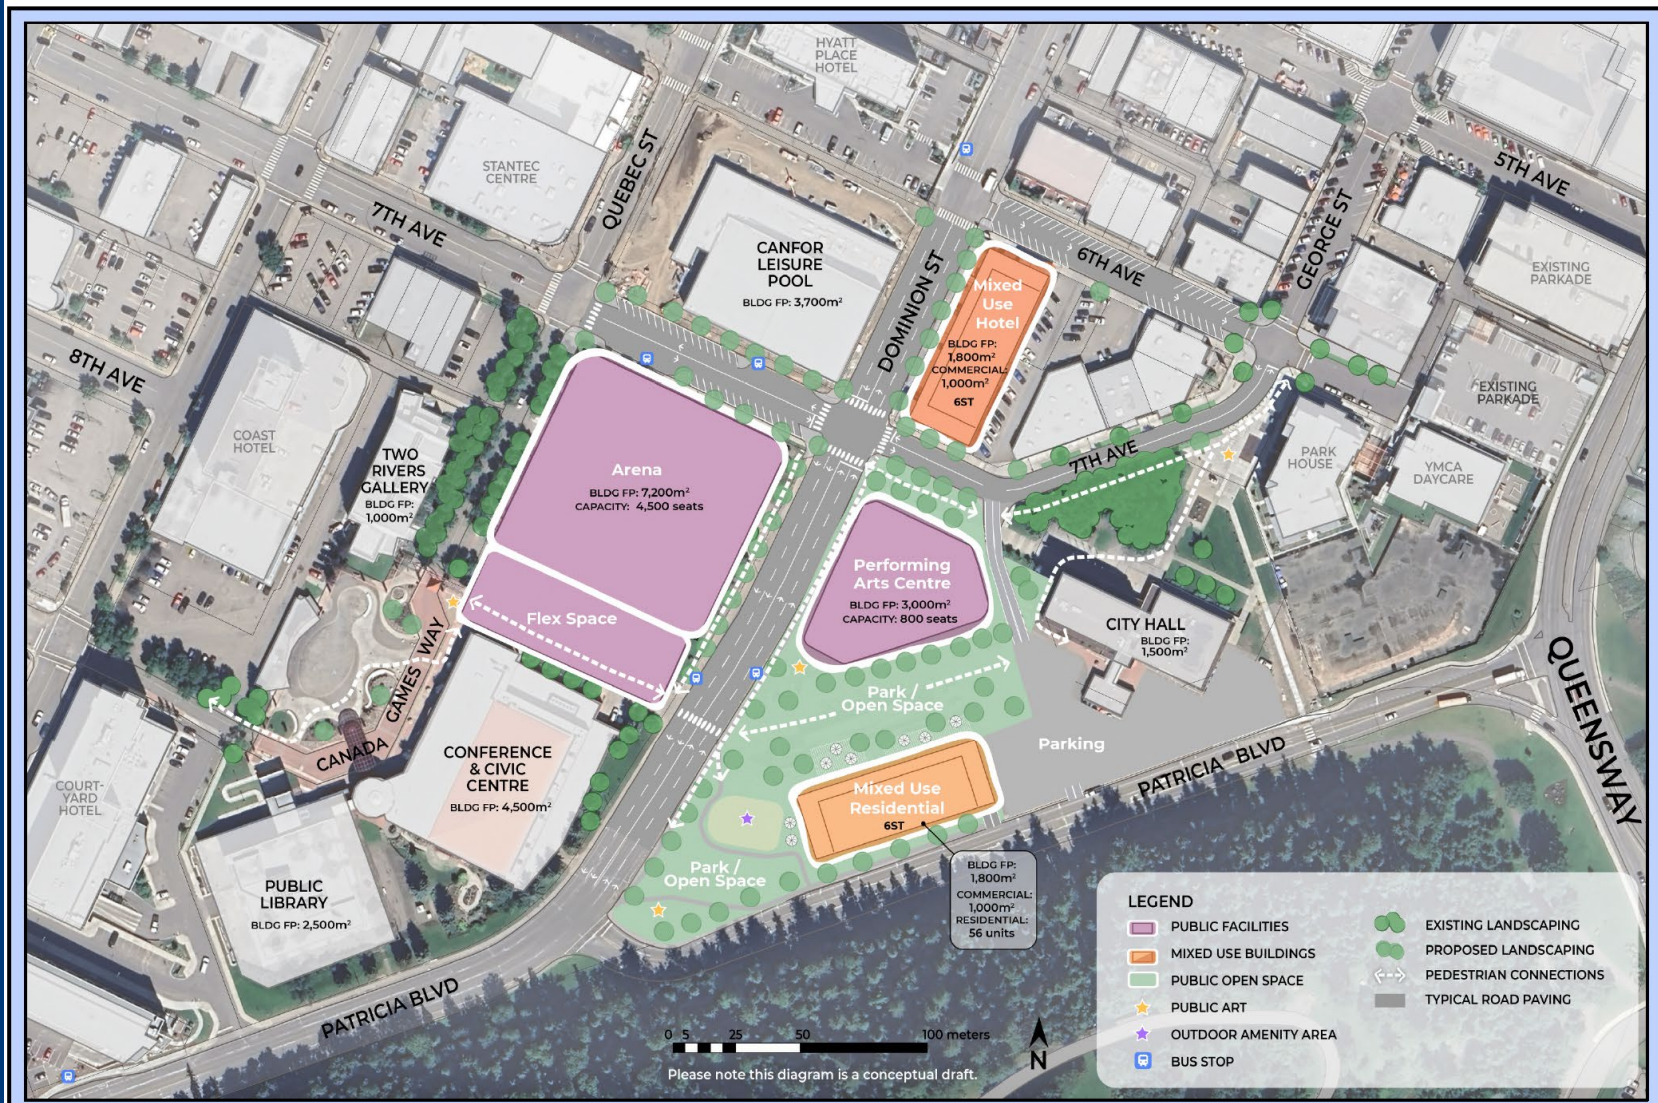 HYATT
PLACE
HOTEL
STANTEC
CENTRE
QUEBEC ST
5TH AVE
7TH AVE
GEORGE ST
CANFOR
LEISURE
POOL
BLDG FP: 3,700m²
DOMINION ST
6TH AVE
EXISTING
PARKADE
Mixed
Use
Hotel
BLDG FP:
1,800m²
COMMERCIAL:
1,000m²
6ST
8TH AVE
EXISTING
PARKADE
COAST
HOTEL
TWO
RIVERS
GALLERY
BLDG FP:
1,000m²
Arena
BLDG FP: 7,200m²
CAPACITY: 4,500 seats
7TH AVE
PARK
HOUSE
YMCA
DAYCARE
Performing
Arts Centre
BLDG FP: 3,000m²
CAPACITY: 800 seats
Flex Space
CITY HALL
BLDG FP:
1,500m²
CANADA GAMES WAY
Park /
Open Space
QUEENSWAY
Parking
PATRICIA BLVD
COURT-
YARD
HOTEL
CONFERENCE
& CIVIC
CENTRE
BLDG FP: 4,500m²
Mixed Use
Residential
6ST
BLDG FP:
1,800m²
COMMERCIAL:
1,000m²
RESIDENTIAL:
56 units
Park /
Open Space
PUBLIC
LIBRARY
BLDG FP: 2,500m²
PATRICIA BLVD
LEGEND
PUBLIC FACILITIES
MIXED USE BUILDINGS
PUBLIC OPEN SPACE
PUBLIC ART
OUTDOOR AMENITY AREA
BUS STOP
EXISTING LANDSCAPING
PROPOSED LANDSCAPING
PEDESTRIAN CONNECTIONS
TYPICAL ROAD PAVING
0 5 25 50 100 meters
N
Please note this diagram is a conceptual draft.